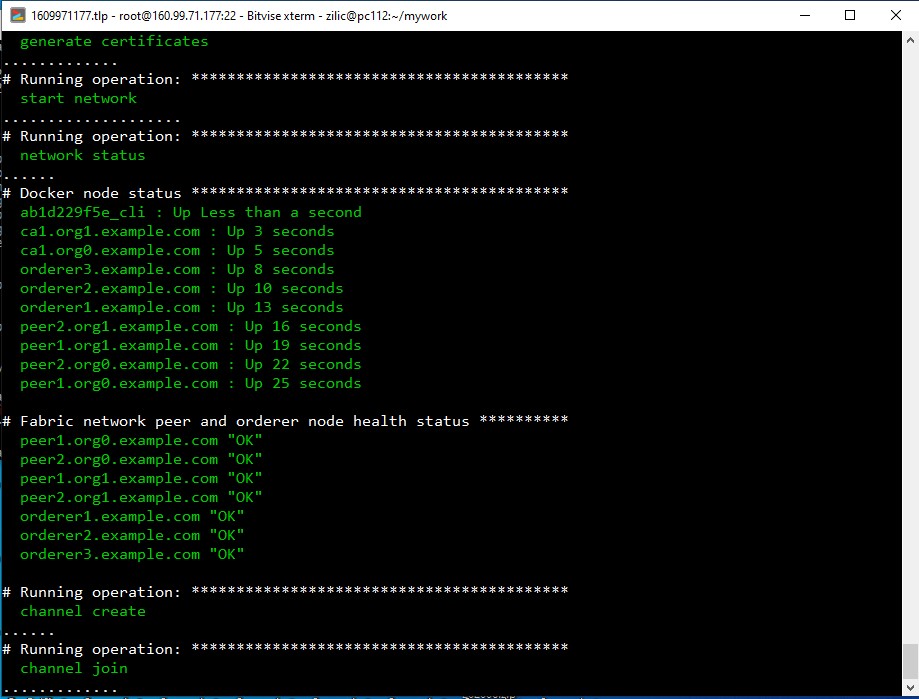 1609971177.tlp - root@160.99.71.177:22 - Bitvise xterm - zilic@pc112:~/mywork
generate certificates
.............
# Running operation: ******************************************
start network
....................
# Running operation: ******************************************
network status
......
# Docker node status ******************************************
ab1d229f5e_cli : Up Less than a second
ca1.org1.example.com : Up 3 seconds
ca1.org0.example.com : Up 5 seconds
orderer3.example.com : Up 8 seconds
orderer2.example.com : Up 10 seconds
orderer1.example.com : Up 13 seconds
peer2.org1.example.com : Up 16 seconds
peer1.org1.example.com : Up 19 seconds
peer2.org0.example.com : Up 22 seconds
peer1.org0.example.com : Up 25 seconds
# Fabric network peer and orderer node health status **********
peer1.org0.example.com "OK"
peer2.org0.example.com "OK"
peer1.org1.example.com "OK"
peer2.org1.example.com "OK"
orderer1.example.com "OK"
orderer2.example.com "OK"
orderer3.example.com "OK"
# Running operation: ******************************************
channel create
......
# Running operation: ******************************************
channel join
.............